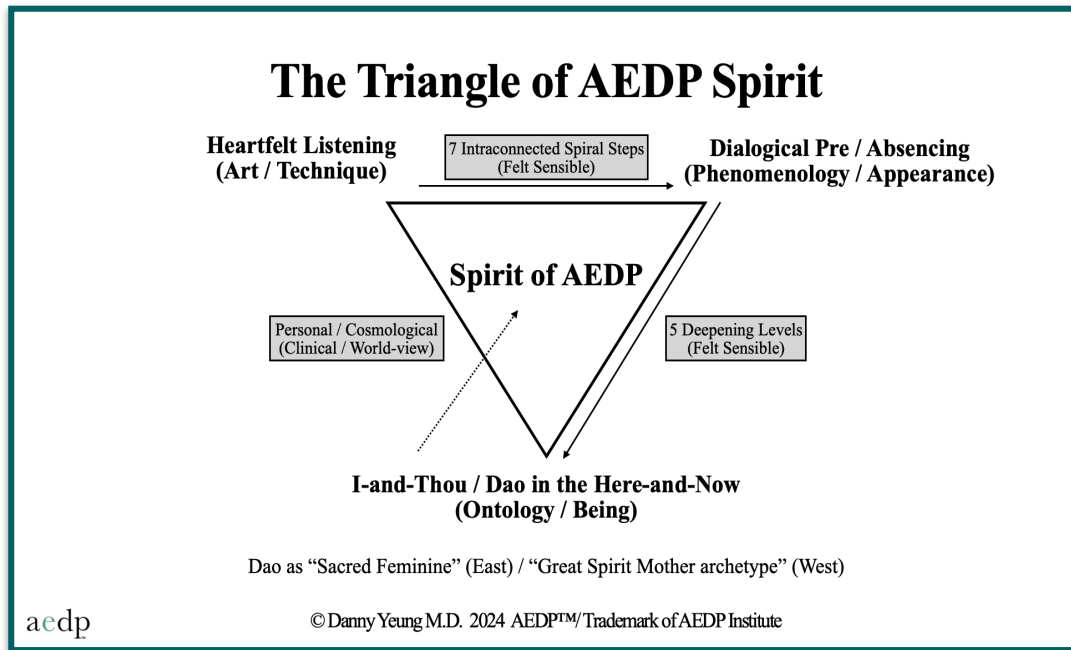 The Triangle of AEDP Spirit
Heartfelt Listening
(Art / Technique)
7 Intraconnected Spiral Steps
(Felt Sensible)
Dialogical Pre / Absencing
(Phenomenology / Appearance)
Spirit of AEDP
Personal / Cosmological
(Clinical / World-view)
5 Deepening Levels
(Felt Sensible)
I-and-Thou / Dao in the Here-and-Now
(Ontology / Being)
Dao as “Sacred Feminine” (East) / “Great Spirit Mother archetype” (West)
aedp
© Danny Yeung M.D. 2024 AEDP™/ Trademark of AEDP Institute